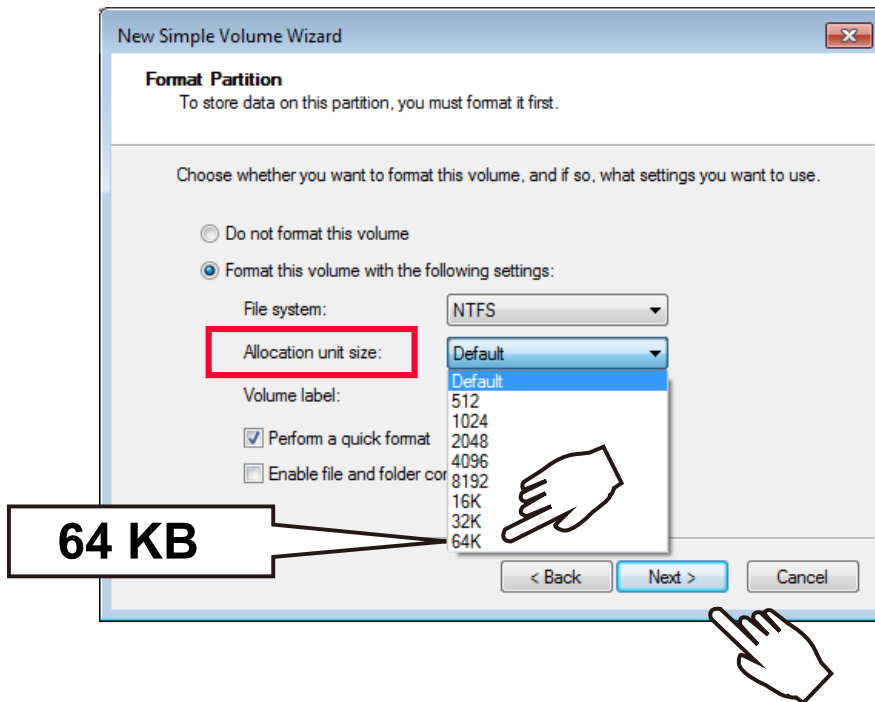 New Simple Volume Wizard
Format Partition
To store data on this partition, you must format it first.
Choose whether you want to format this volume, and if so, what settings you want to use.
Do not format this volume
Format this volume with the following settings:
File system: NTFS
Allocation unit size: Default
Volume label:
Default
512
1024
2048
4096
8192
16K
32K
64K
Perform a quick format
Enable file and folder
64 KB
< Back Next > Cancel